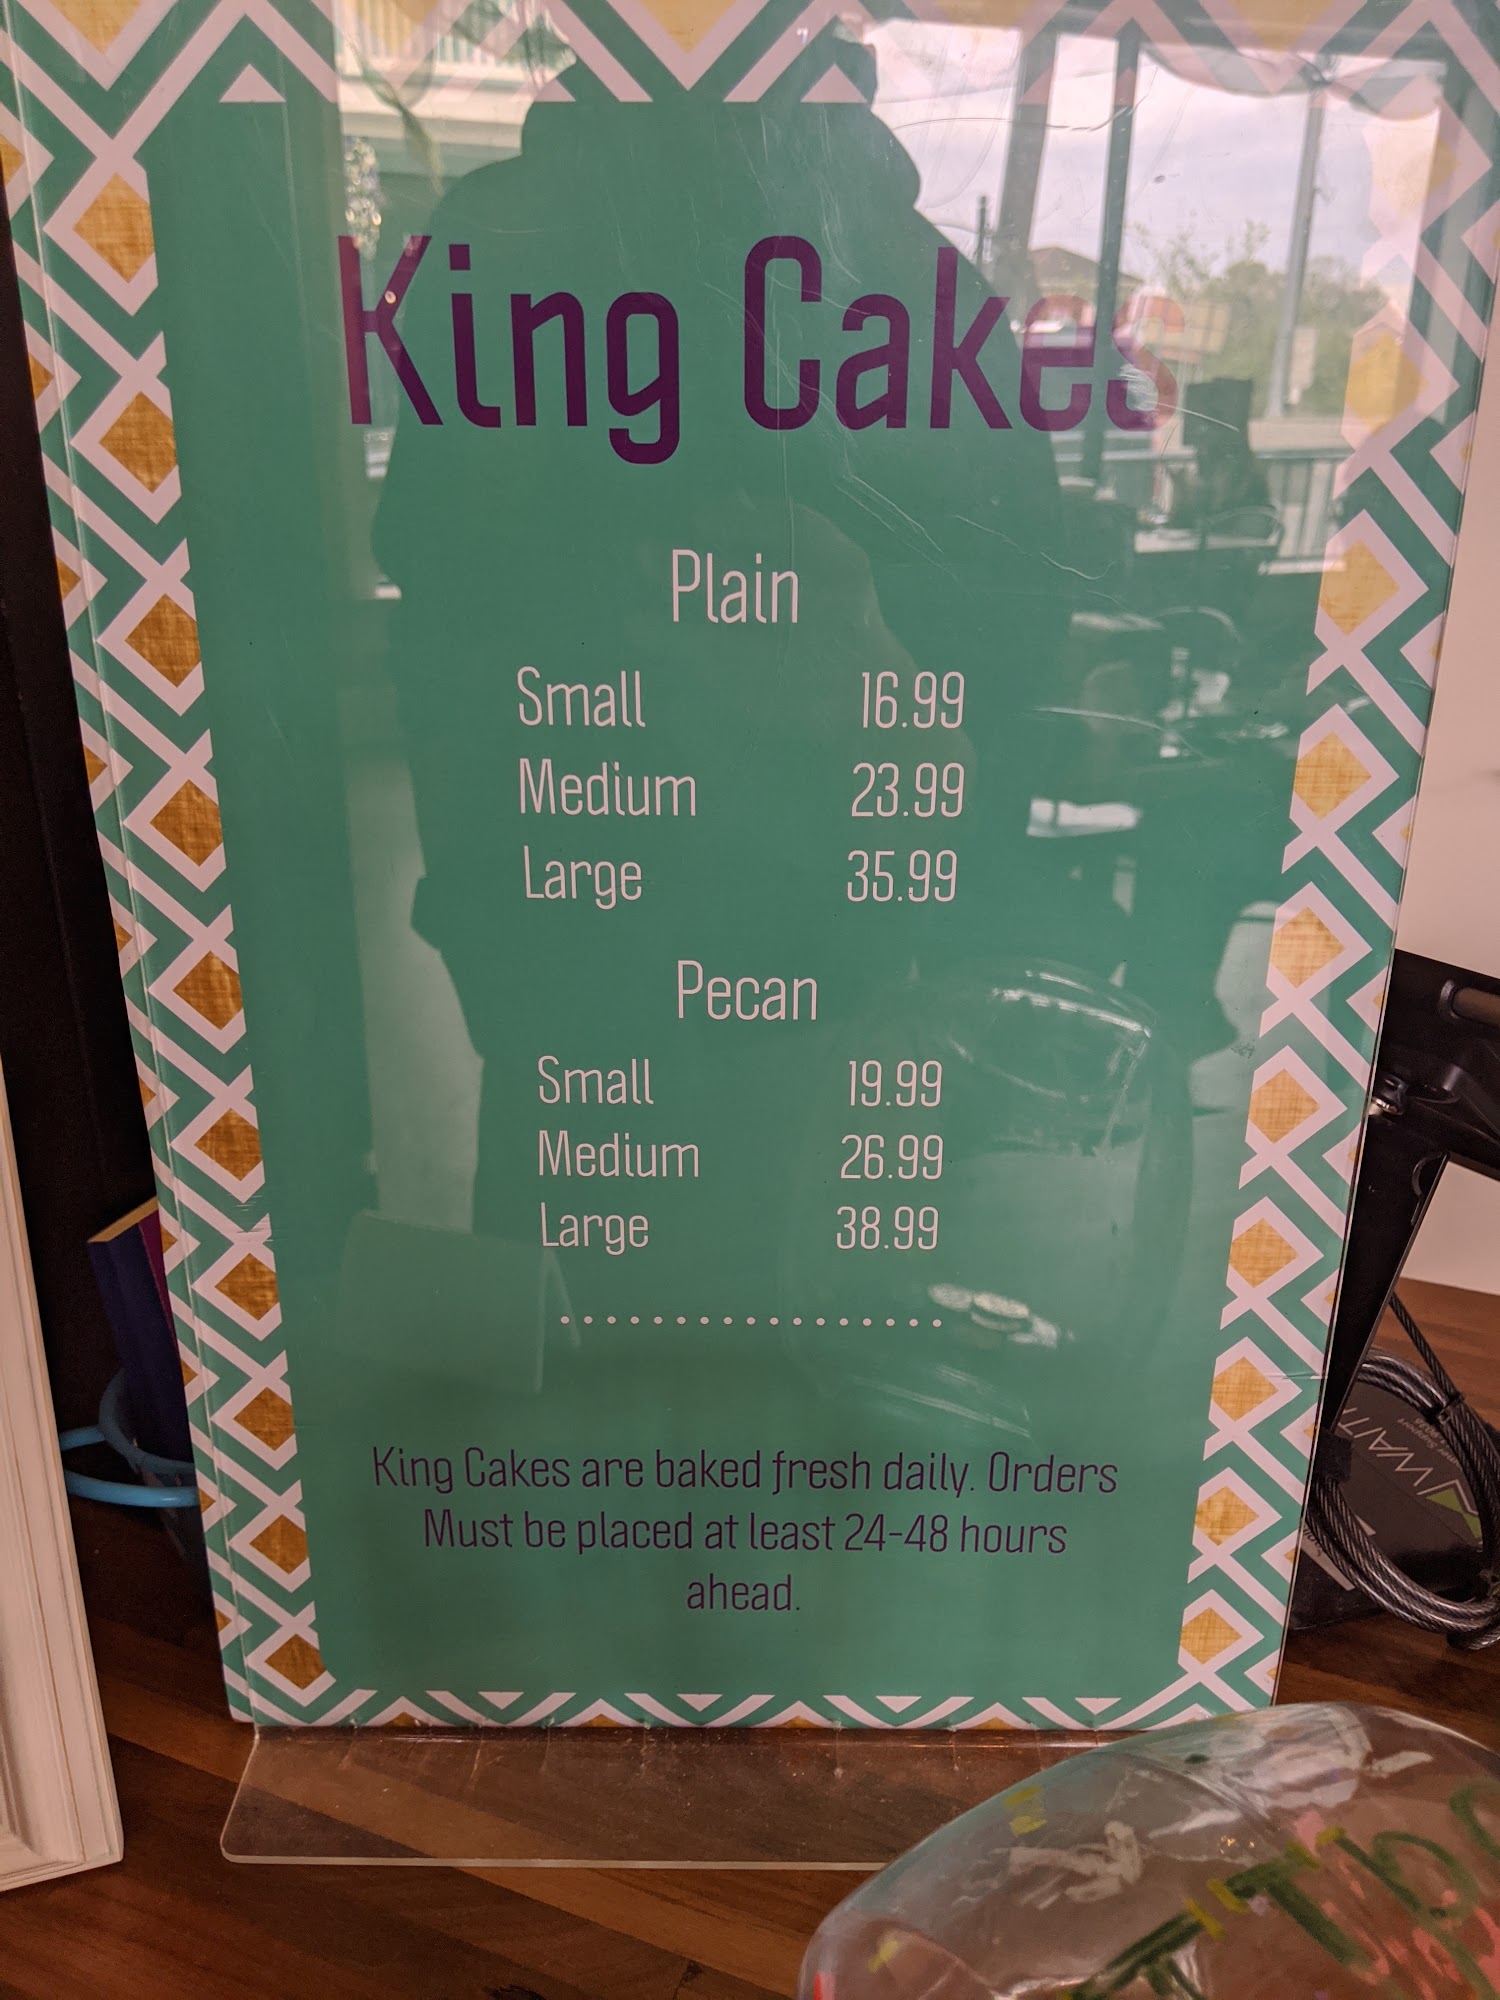 King Cakes
Plain
Small 16.99
Medium 23.99
Large 35.99
Pecan
Small 19.99
Medium 26.99
Large 38.99
King Cakes are baked fresh daily. Orders
Must be placed at least 24-48 hours
ahead.